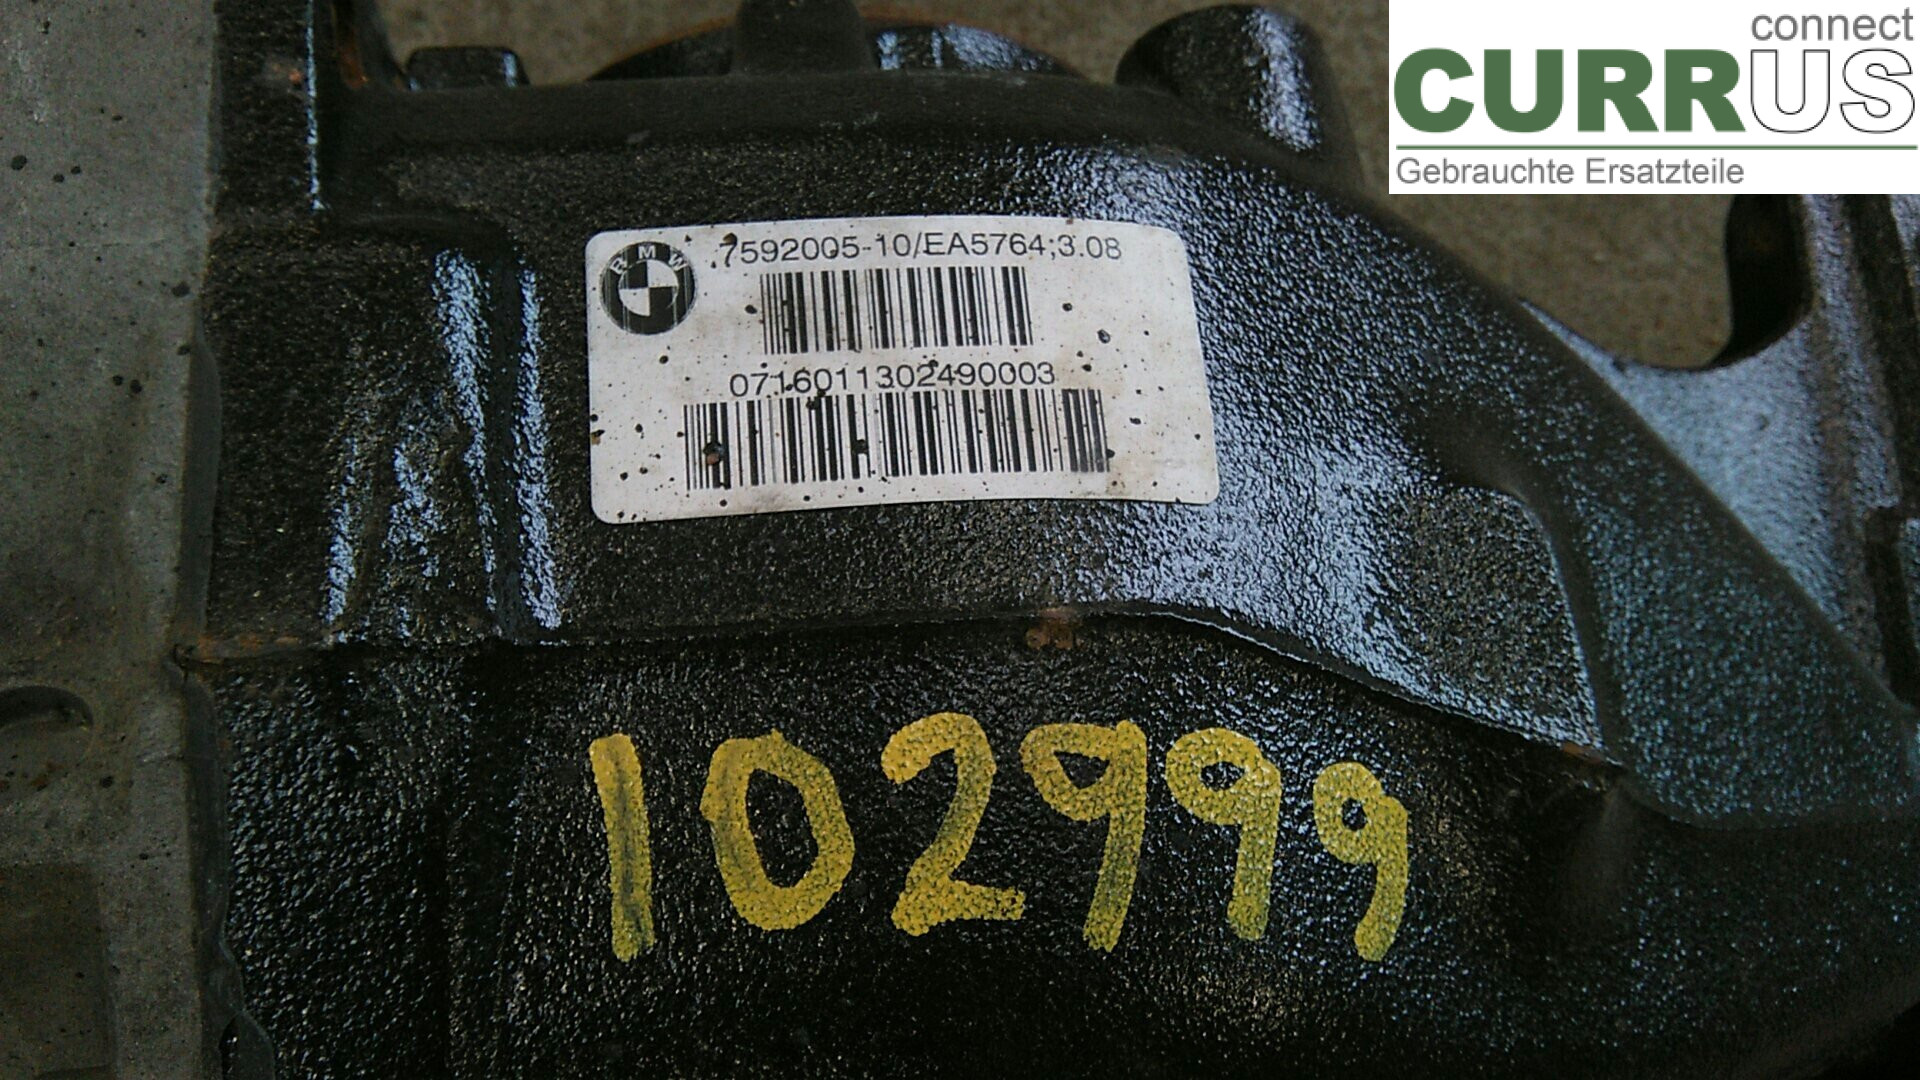 connect
CURRUS
Gebrauchte Ersatzteile
BMW
7592005-10/EA5764;3.08
0716011302490003
102999